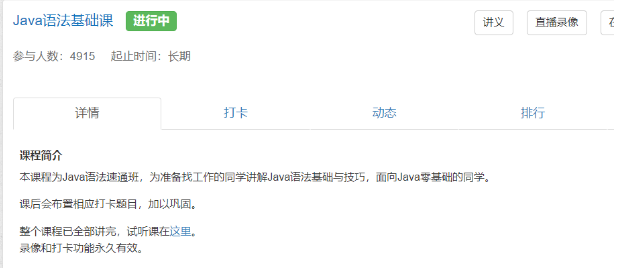 Java语法基础课 进行中 讲义 直播录像
参与人数：4915 起止时间：长期
详情 打卡 动态 排行
课程简介
本课程为Java语法速通班，为准备找工作的同学讲解Java语法基础与技巧，面向Java零基础的同学。
课后会布置相应打卡题目，加以巩固。
整个课程已全部讲完，试听课在这里。
录像和打卡功能永久有效。